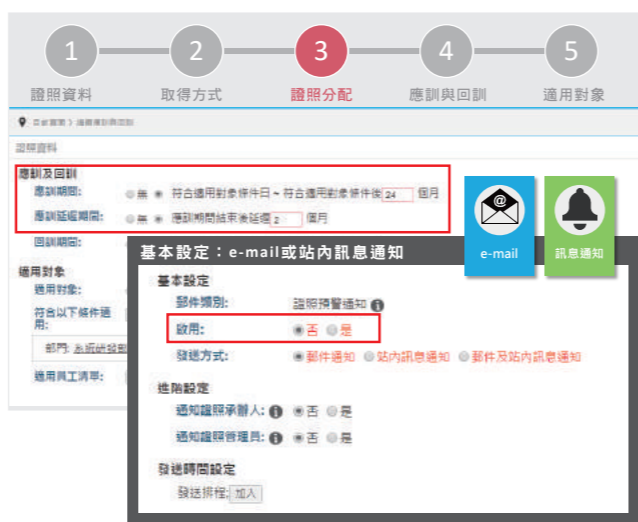 1 2 3 4 5
證照資料 取得方式 證照分配 應訓與回訓 適用對象
證照資料
應訓及回訓
應訓期間: 無 符合適用對象條件日 ~ 符合適用對象條件後 24 個月
應訓延遲期間: 無 應訓期間結束後延遲 2 個月
回訓期間:
適用對象
適用對象:
符合以下條件適用:
部門:
適用員工清單:
e-mail
訊息通知
基本設定:e-mail或站內訊息通知
基本設定
郵件類別: 證照預警通知
啟用: 否 是
發送方式: 郵件通知 站內訊息通知 郵件及站內訊息通知
進階設定
通知證照承辦人: 否 是
通知證照管理員: 否 是
發送時間設定
發送排程: 加入